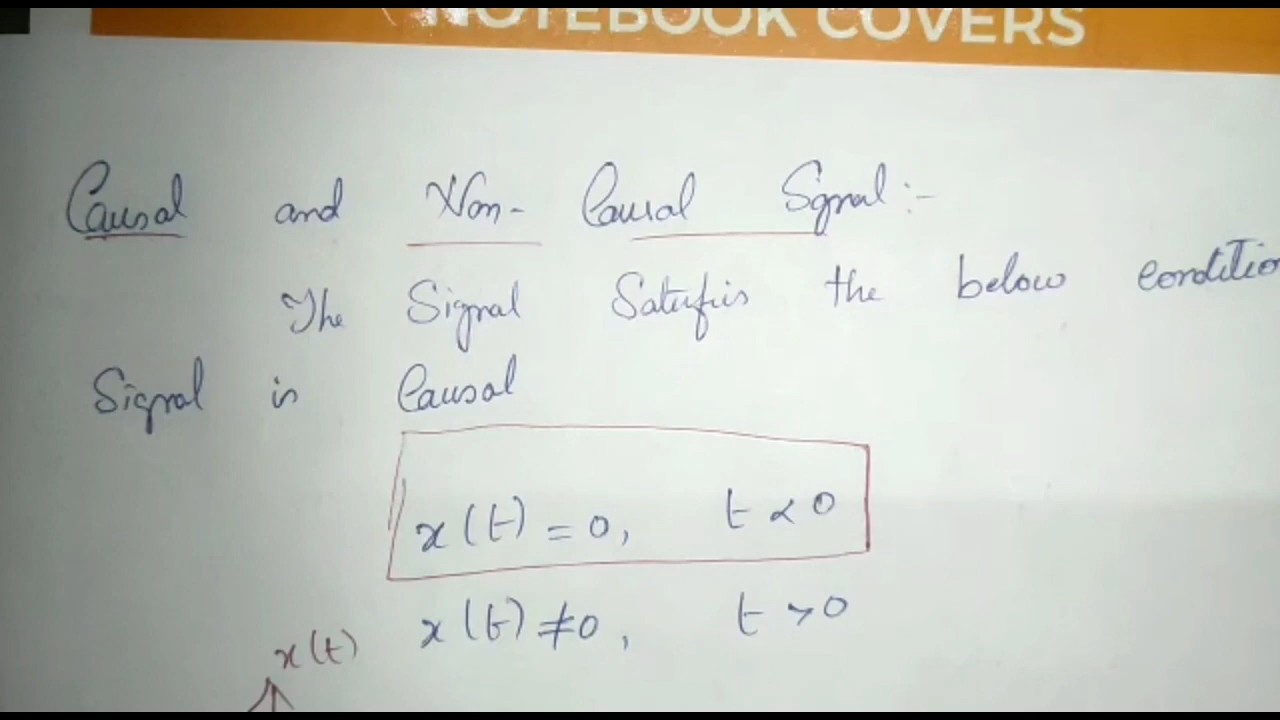 NOTEBOOK COVERS
Causal and Non- Causal Signal :-
The Signal Satisfies the below condition
Signal is Causal
x(t) = 0, t < 0
x(t) ≠ 0, t > 0
x(t)